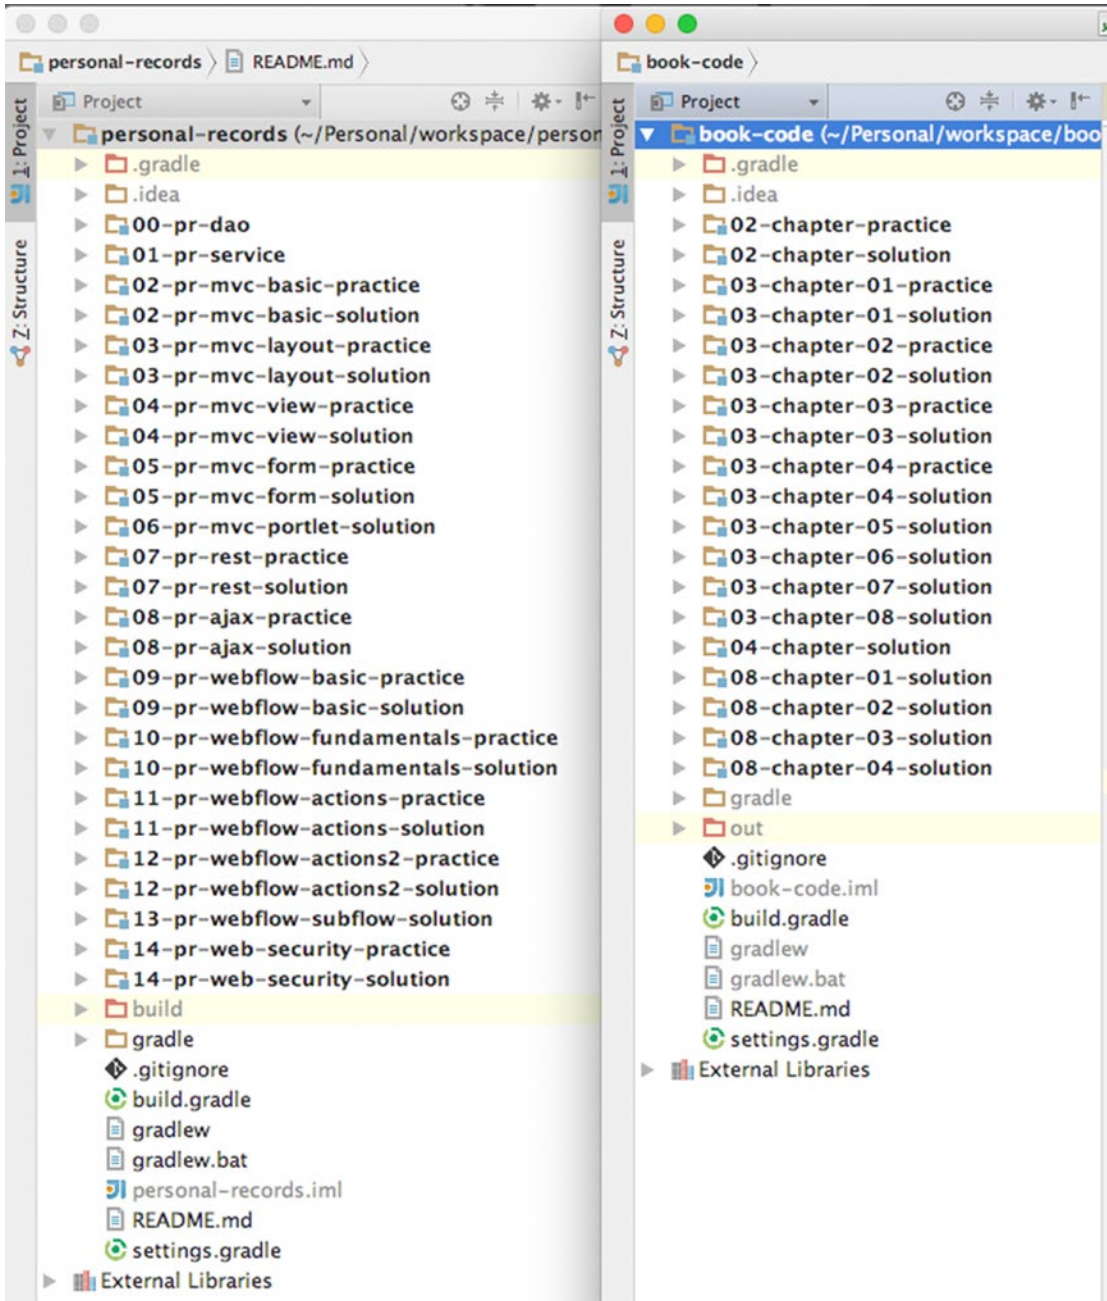 personal-records
README.md
1: Project
Z: Structure
Project
personal-records (~/Personal/workspace/person
.gradle
.idea
00-pr-dao
01-pr-service
02-pr-mvc-basic-practice
02-pr-mvc-basic-solution
03-pr-mvc-layout-practice
03-pr-mvc-layout-solution
04-pr-mvc-view-practice
04-pr-mvc-view-solution
05-pr-mvc-form-practice
05-pr-mvc-form-solution
06-pr-mvc-portlet-solution
07-pr-rest-practice
07-pr-rest-solution
08-pr-ajax-practice
08-pr-ajax-solution
09-pr-webflow-basic-practice
09-pr-webflow-basic-solution
10-pr-webflow-fundamentals-practice
10-pr-webflow-fundamentals-solution
11-pr-webflow-actions-practice
11-pr-webflow-actions-solution
12-pr-webflow-actions2-practice
12-pr-webflow-actions2-solution
13-pr-webflow-subflow-solution
14-pr-web-security-practice
14-pr-web-security-solution
build
gradle
.gitignore
build.gradle
gradlew
gradlew.bat
personal-records.iml
README.md
settings.gradle
External Libraries
book-code
1: Project
Z: Structure
Project
book-code (~/Personal/workspace/boo
.gradle
.idea
02-chapter-practice
02-chapter-solution
03-chapter-01-practice
03-chapter-01-solution
03-chapter-02-practice
03-chapter-02-solution
03-chapter-03-practice
03-chapter-03-solution
03-chapter-04-practice
03-chapter-04-solution
03-chapter-05-solution
03-chapter-06-solution
03-chapter-07-solution
03-chapter-08-solution
04-chapter-solution
08-chapter-01-solution
08-chapter-02-solution
08-chapter-03-solution
08-chapter-04-solution
gradle
out
.gitignore
book-code.iml
build.gradle
gradlew
gradlew.bat
README.md
settings.gradle
External Libraries